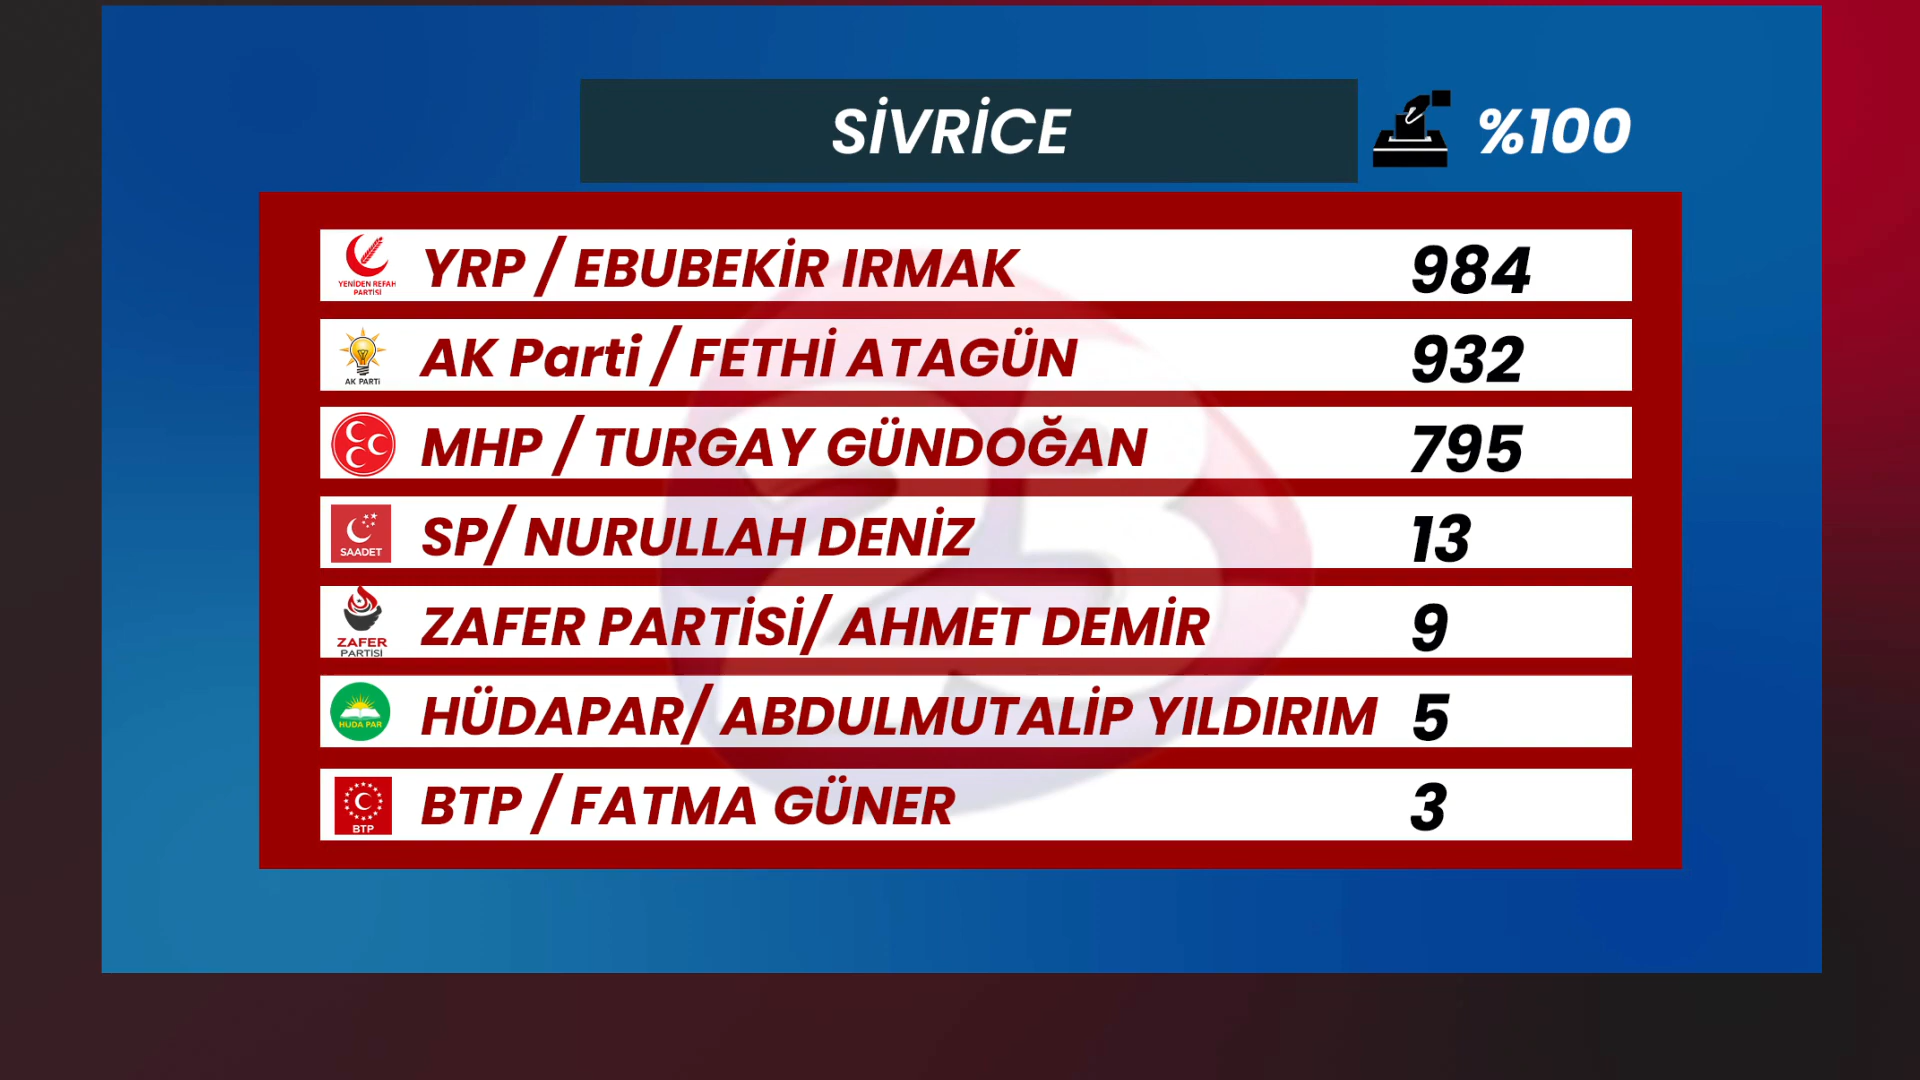 SİVRİCE
%100
YENİDEN REFAH
PARTİSİ
YRP / EBUBEKİR IRMAK 984
AK PARTİ
AK Parti / FETHİ ATAGÜN 932
MHP / TURGAY GÜNDOĞAN 795
SAADET
SP/ NURULLAH DENİZ 13
ZAFER
PARTİSİ
ZAFER PARTİSİ/ AHMET DEMİR 9
HÜDA PAR
HÜDAPAR/ ABDULMUTALİP YILDIRIM 5
BTP
BTP / FATMA GÜNER 3
23